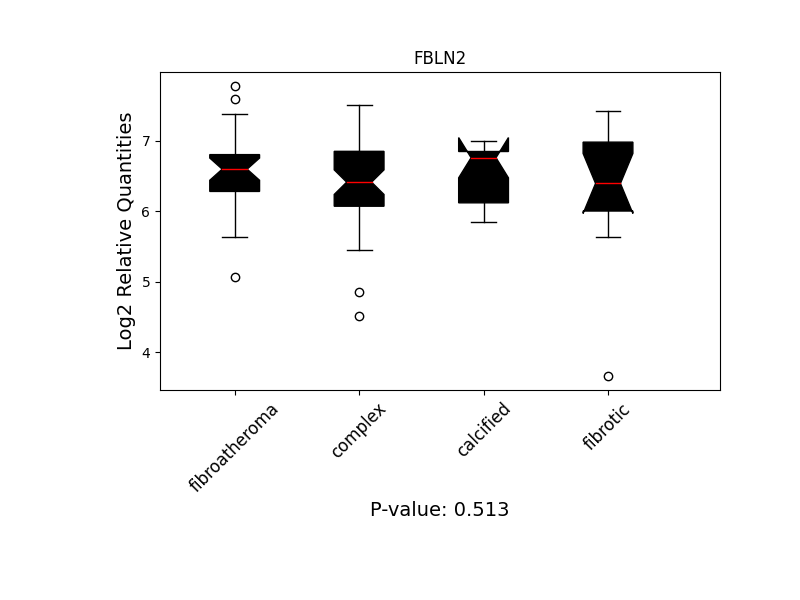 FBLN2
Log2 Relative Quantities
7
6
5
4
fibroatheroma
complex
calcified
fibrotic
P-value: 0.513